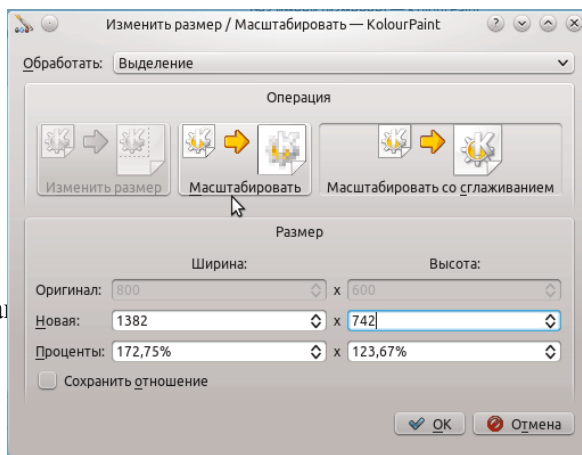 Изменить размер / Масштабировать — KolourPaint
Обработать: Выделение
Операция
Изменить размер Масштабировать Масштабировать со сглаживанием
Размер
Ширина: Высота:
Оригинал: 800 x 600
Новая: 1382 x 742
Проценты: 172,75% x 123,67%
Сохранить отношение
OK Отмена